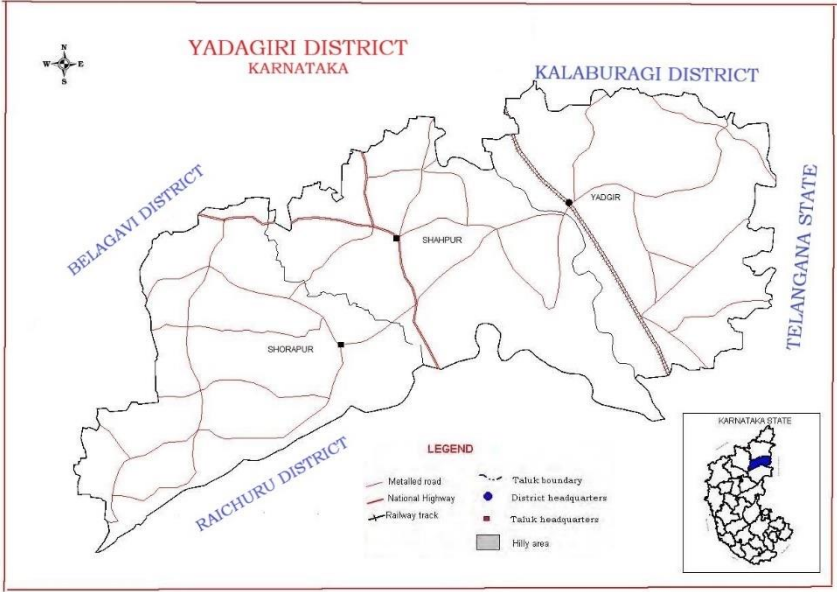 YADAGIRI DISTRICT
KARNATAKA
N
W E
S
KALABURAGI DISTRICT
BELAGAVI DISTRICT
TELANGANA STATE
YADGIR
SHAHPUR
SHORAPUR
RAICHURU DISTRICT
KARNATAKA STATE
LEGEND
Metalled road
National Highway
Railway track
Taluk boundary
District headquarters
Taluk headquarters
Hilly area